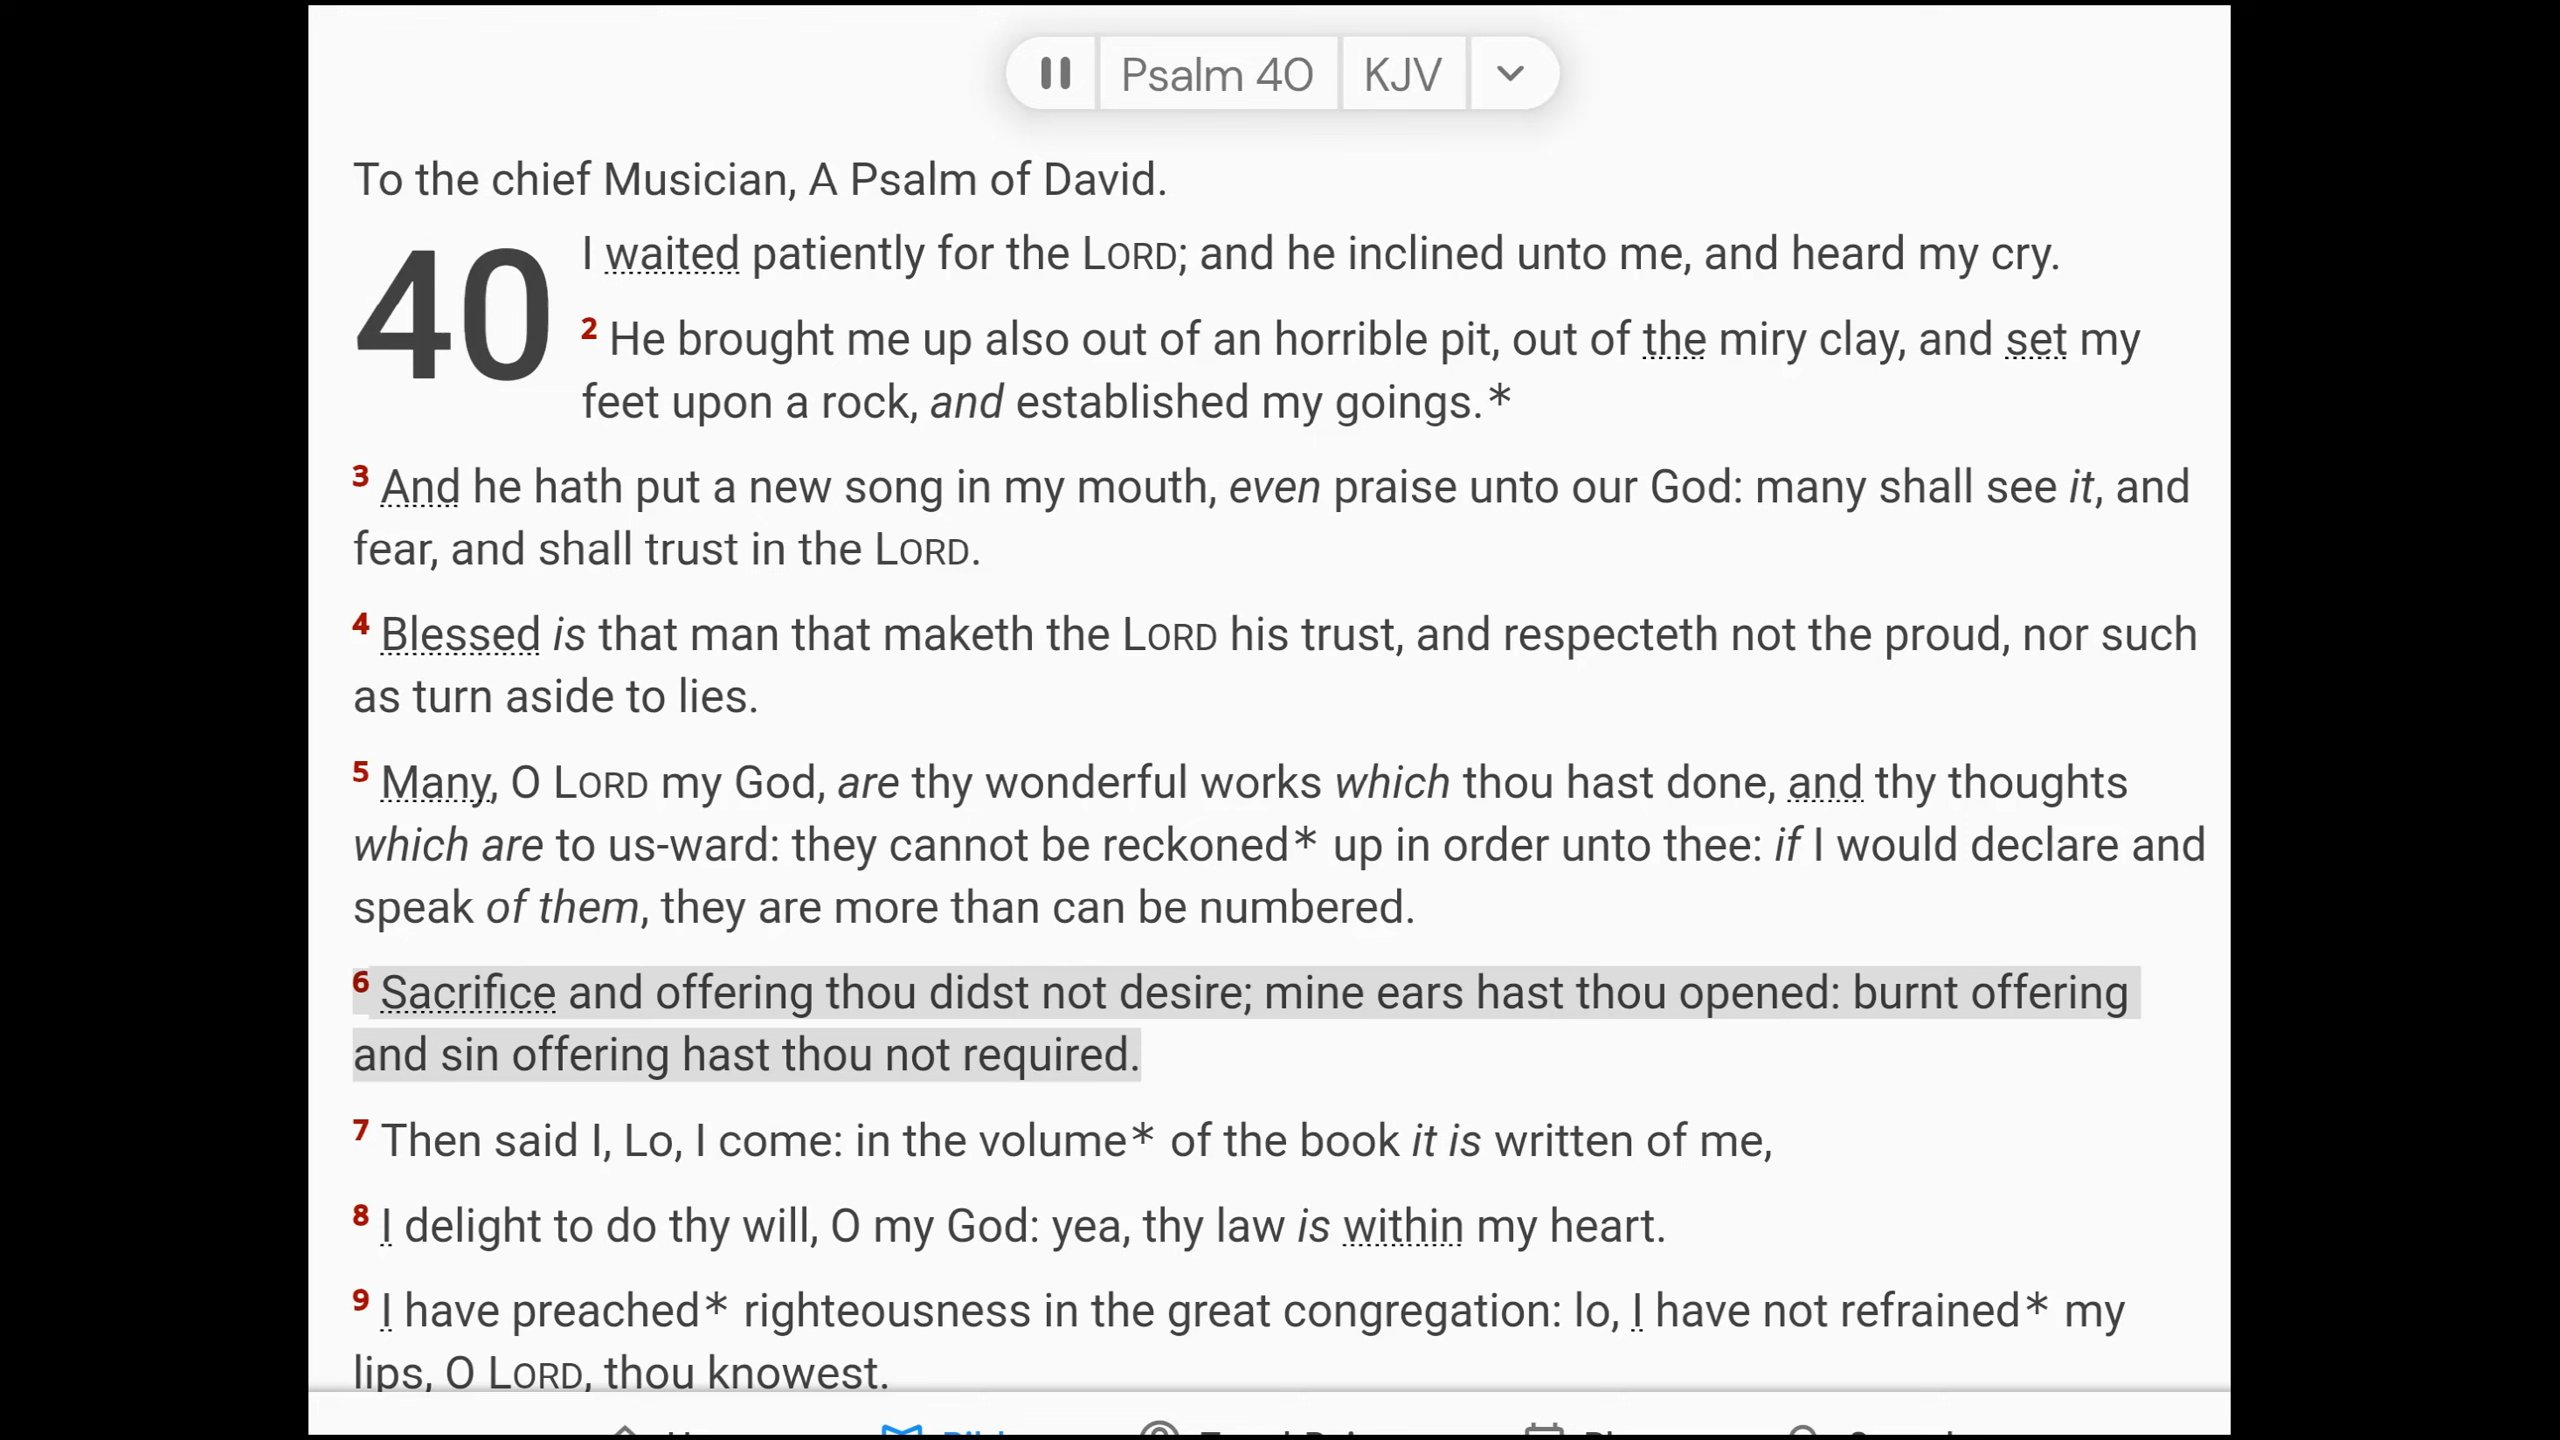 Psalm 40 KJV
To the chief Musician, A Psalm of David.
40 I waited patiently for the LORD; and he inclined unto me, and heard my cry.
2 He brought me up also out of an horrible pit, out of the miry clay, and set my
feet upon a rock, and established my goings.*
3 And he hath put a new song in my mouth, even praise unto our God: many shall see it, and
fear, and shall trust in the LORD.
4 Blessed is that man that maketh the LORD his trust, and respecteth not the proud, nor such
as turn aside to lies.
5 Many, O LORD my God, are thy wonderful works which thou hast done, and thy thoughts
which are to us-ward: they cannot be reckoned* up in order unto thee: if I would declare and
speak of them, they are more than can be numbered.
6 Sacrifice and offering thou didst not desire; mine ears hast thou opened: burnt offering
and sin offering hast thou not required.
7 Then said I, Lo, I come: in the volume* of the book it is written of me,
8 I delight to do thy will, O my God: yea, thy law is within my heart.
9 I have preached* righteousness in the great congregation: lo, I have not refrained* my
lips, O LORD, thou knowest.